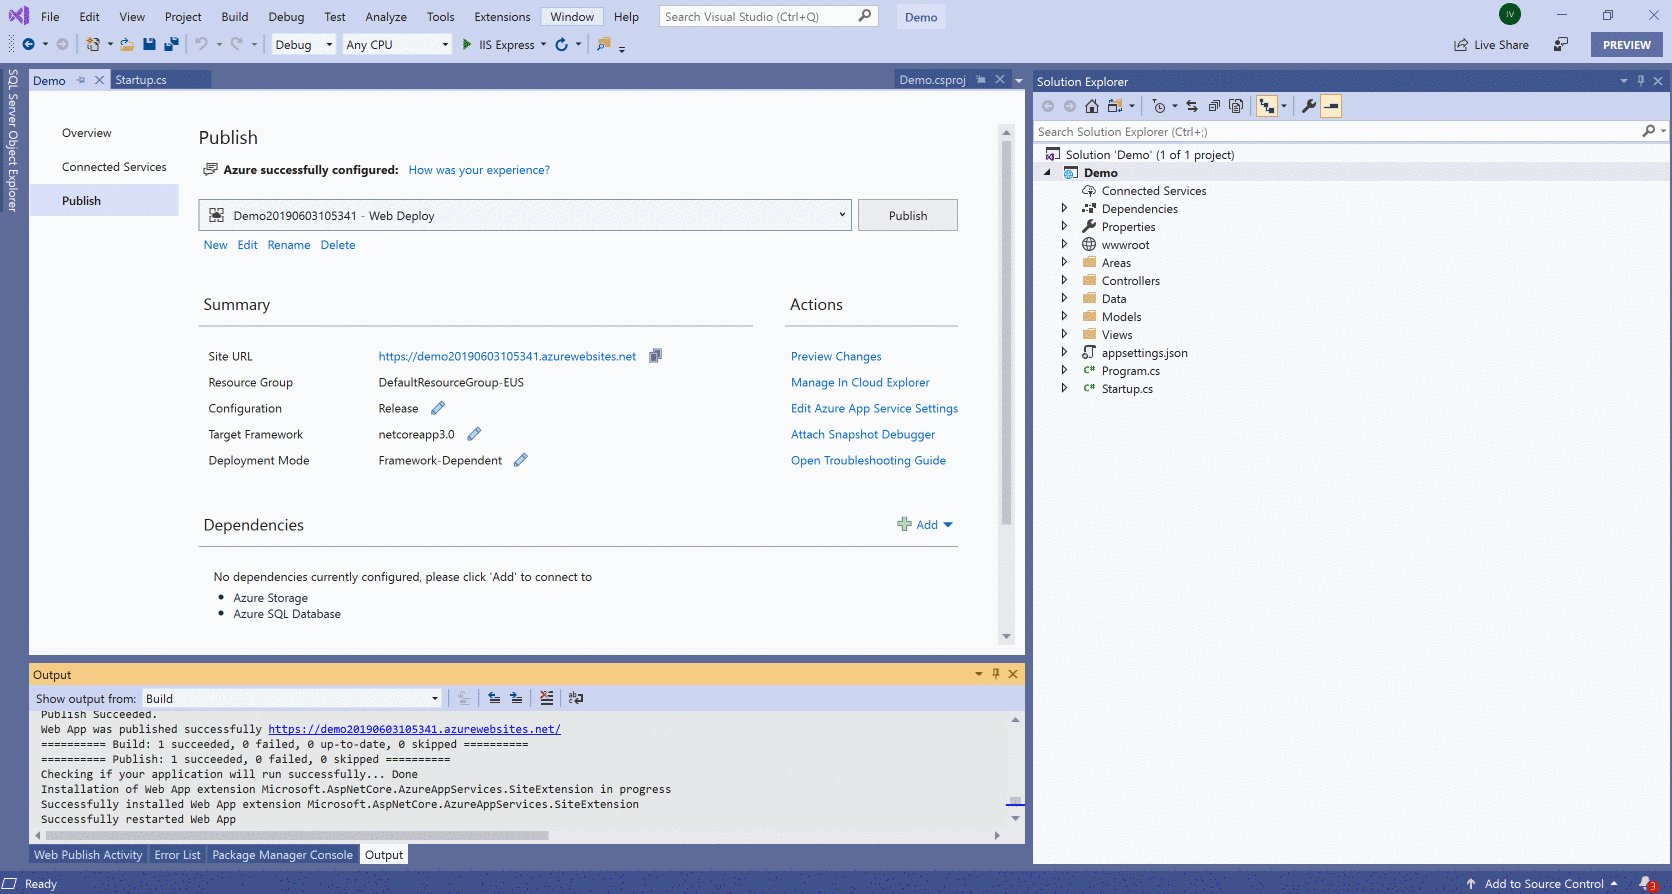 File Edit View Project Build Debug Test Analyze Tools Extensions Window Help Search Visual Studio (Ctrl+Q) Demo JV
Debug Any CPU IIS Express Live Share PREVIEW
SQL Server Object Explorer
Demo Startup.cs Demo.csproj
Overview
Connected Services
Publish
Publish
Azure successfully configured: How was your experience?
Demo20190603105341 - Web Deploy Publish
New Edit Rename Delete
Summary
Site URL https://demo20190603105341.azurewebsites.net
Resource Group DefaultResourceGroup-EUS
Configuration Release
Target Framework netcoreapp3.0
Deployment Mode Framework-Dependent
Actions
Preview Changes
Manage In Cloud Explorer
Edit Azure App Service Settings
Attach Snapshot Debugger
Open Troubleshooting Guide
Dependencies Add
No dependencies currently configured, please click 'Add' to connect to
Azure Storage
Azure SQL Database
Output
Show output from: Build
Publish Succeeded.
Web App was published successfully https://demo20190603105341.azurewebsites.net/
========== Build: 1 succeeded, 0 failed, 0 up-to-date, 0 skipped ==========
========== Publish: 1 succeeded, 0 failed, 0 skipped ==========
Checking if your application will run successfully... Done
Installation of Web App extension Microsoft.AspNetCore.AzureAppServices.SiteExtension in progress
Successfully installed Web App extension Microsoft.AspNetCore.AzureAppServices.SiteExtension
Successfully restarted Web App
Web Publish Activity Error List Package Manager Console Output
Solution Explorer
Search Solution Explorer (Ctrl+;)
Solution 'Demo' (1 of 1 project)
Demo
Connected Services
Dependencies
Properties
wwwroot
Areas
Controllers
Data
Models
Views
appsettings.json
C# Program.cs
C# Startup.cs
Ready Add to Source Control 3